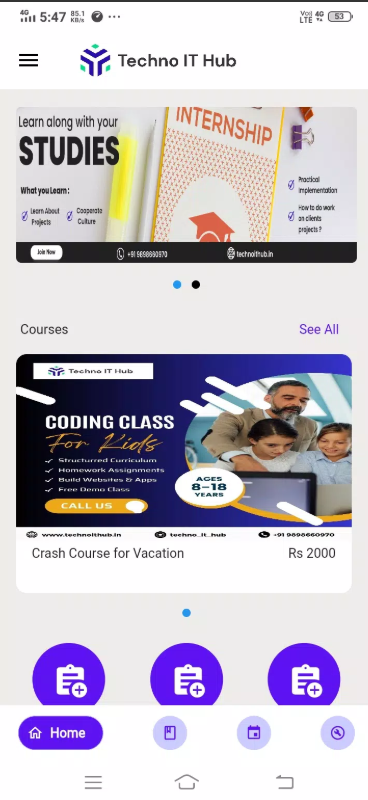 4G 5:47 85.1 KB/s
Vo) LTE 4G 53
Techno IT Hub
Learn along with your
STUDIES
What you Learn :
Learn About Projects
Cooperate Culture
INTERNSHIP
Practical Implementation
How to do work on clients projects ?
Join Now
+91 9898660970
technoithub.in
Courses
See All
Techno IT Hub
CODING CLASS
For Kids
Structurred Curriculum
Homework Assignments
Build Websites & Apps
Free Demo Class
CALL US
AGES
8-18
YEARS
www.technoithub.in
techno_it_hub
+91 9898660970
Crash Course for Vacation
Rs 2000
Home